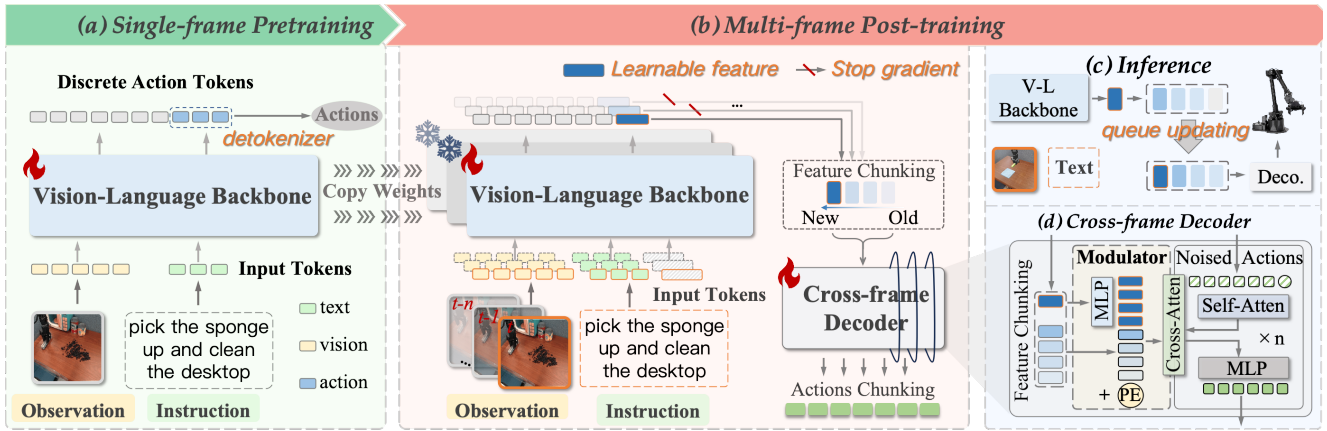 (a) Single-frame Pretraining
(b) Multi-frame Post-training
Discrete Action Tokens
Actions
detokenizer
Vision-Language Backbone
Copy Weights
Input Tokens
text
vision
action
pick the sponge
up and clean
the desktop
Observation
Instruction
Learnable feature
Stop gradient
...
Vision-Language Backbone
Feature Chunking
New
Old
Input Tokens
t-n
t-1
...
pick the sponge
up and clean
the desktop
Observation
Instruction
Cross-frame
Decoder
Actions Chunking
(c) Inference
V-L
Backbone
queue updating
Text
Deco.
(d) Cross-frame Decoder
Feature Chunking
Modulator
MLP
+ PE
Cross-Atten
Noised Actions
Self-Atten
× n
MLP